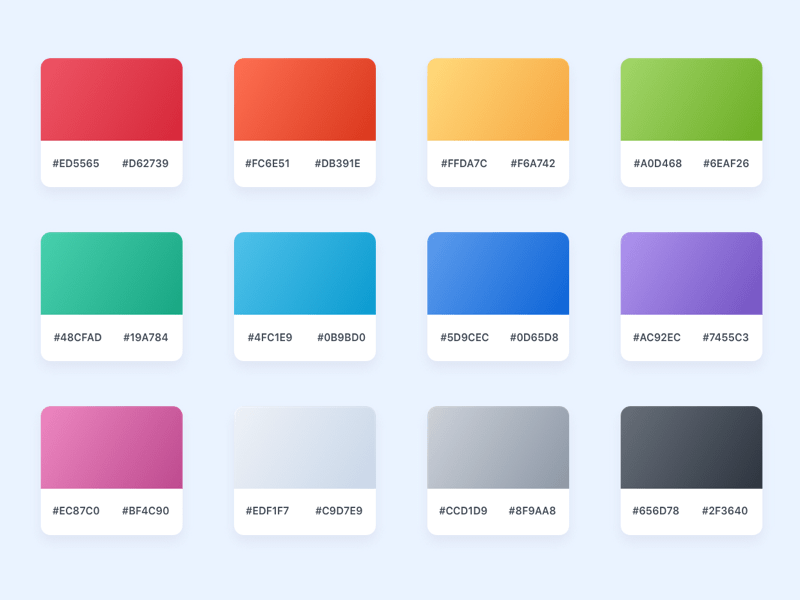 #ED5565 #D62739
#FC6E51 #DB391E
#FFDA7C #F6A742
#A0D468 #6EAF26
#48CFAD #19A784
#4FC1E9 #0B9BD0
#5D9CEC #0D65D8
#AC92EC #7455C3
#EC87C0 #BF4C90
#EDF1F7 #C9D7E9
#CCD1D9 #8F9AA8
#656D78 #2F3640